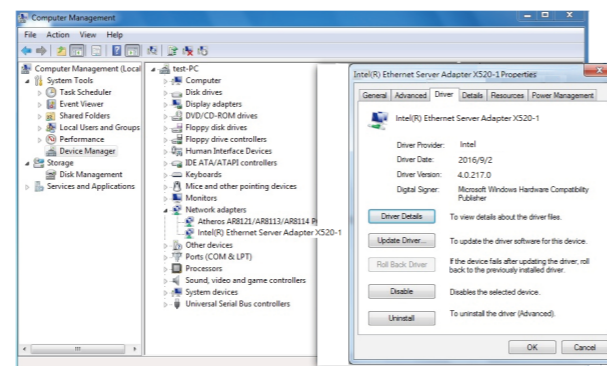 Computer Management
File Action View Help
Computer Management (Local
System Tools
Task Scheduler
Event Viewer
Shared Folders
Local Users and Groups
Performance
Device Manager
Storage
Disk Management
Services and Applications
test-PC
Computer
Disk drives
Display adapters
DVD/CD-ROM drives
Floppy disk drives
Floppy drive controllers
Human Interface Devices
IDE ATA/ATAPI controllers
Keyboards
Mice and other pointing devices
Monitors
Network adapters
Atheros AR8121/AR8113/AR8114 P
Intel(R) Ethernet Server Adapter X520-1
Other devices
Ports (COM & LPT)
Processors
Sound, video and game controllers
System devices
Universal Serial Bus controllers
Intel(R) Ethernet Server Adapter X520-1 Properties
General Advanced Driver Details Resources Power Management
Intel(R) Ethernet Server Adapter X520-1
Driver Provider: Intel
Driver Date: 2016/9/2
Driver Version: 4.0.217.0
Digital Signer: Microsoft Windows Hardware Compatibility
Publisher
Driver Details To view details about the driver files.
Update Driver... To update the driver software for this device.
Roll Back Driver If the device fails after updating the driver, roll
back to the previously installed driver.
Disable Disables the selected device.
Uninstall To uninstall the driver (Advanced).
OK Cancel